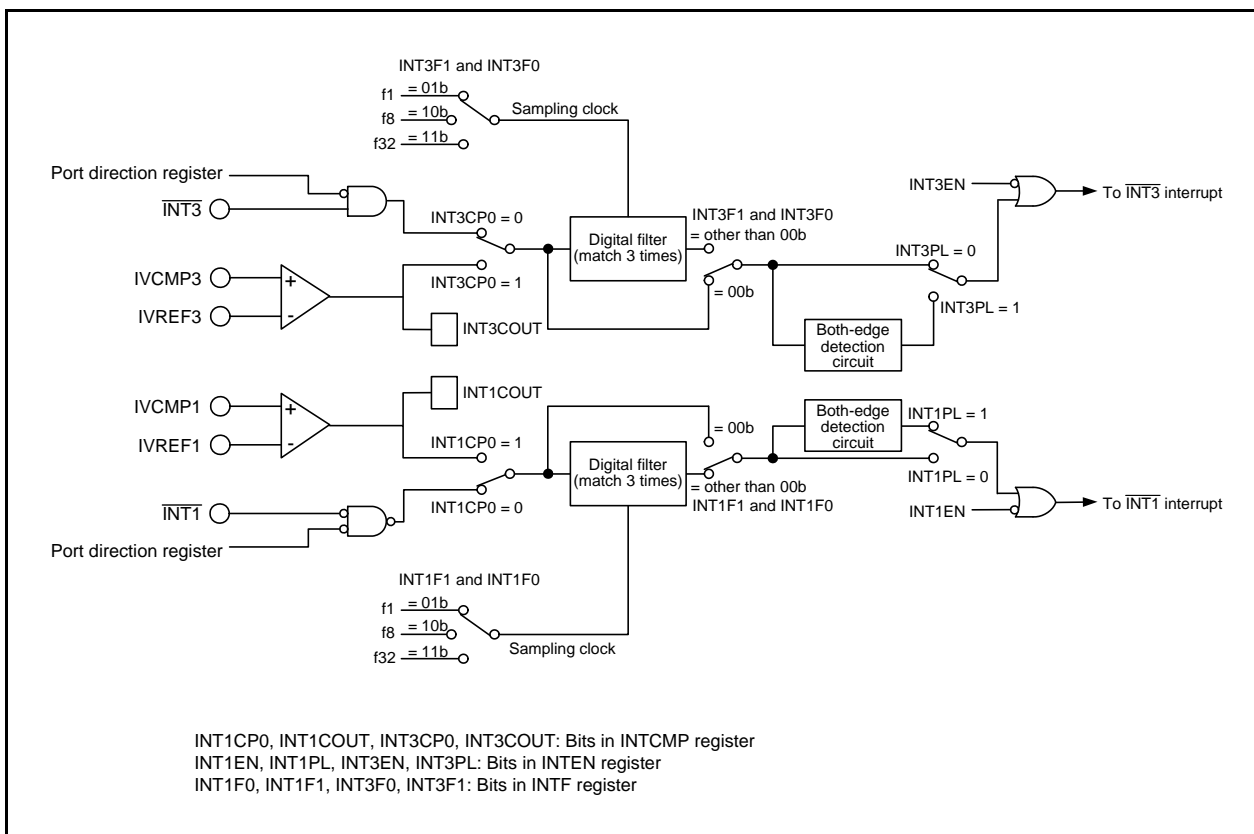 INT3F1 and INT3F0
f1 = 01b
f8 = 10b
f32 = 11b
Sampling clock
Port direction register
INT3
INT3CP0 = 0
Digital filter
(match 3 times)
INT3F1 and INT3F0
= other than 00b
= 00b
INT3EN
To INT3 interrupt
INT3PL = 0
INT3PL = 1
IVCMP3
+
IVREF3
-
INT3CP0 = 1
INT3COUT
Both-edge
detection
circuit
IVCMP1
+
IVREF1
-
INT1COUT
INT1CP0 = 1
= 00b
Both-edge
detection
circuit
INT1PL = 1
INT1PL = 0
Digital filter
(match 3 times)
= other than 00b
INT1F1 and INT1F0
INT1
INT1CP0 = 0
INT1EN
To INT1 interrupt
Port direction register
INT1F1 and INT1F0
f1 = 01b
f8 = 10b
f32 = 11b
Sampling clock
INT1CP0, INT1COUT, INT3CP0, INT3COUT: Bits in INTCMP register
INT1EN, INT1PL, INT3EN, INT3PL: Bits in INTEN register
INT1F0, INT1F1, INT3F0, INT3F1: Bits in INTF register